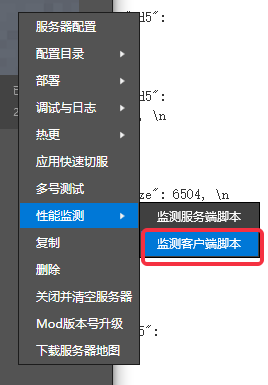 服务器配置
配置目录
部署
调试与日志
热更
应用快速切服
多号测试
性能监测
复制
删除
关闭并清空服务器
Mod版本号升级
下载服务器地图
监测服务端脚本
监测客户端脚本
d5":
d5":
, \n
ze": 6504, \n
5":